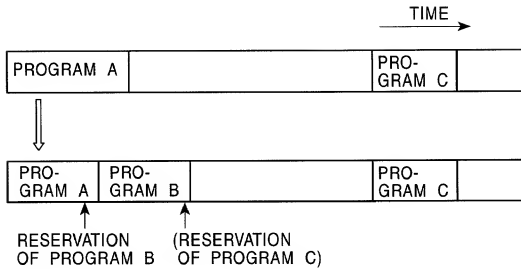 TIME
PROGRAM A
PRO-
GRAM C
PRO-
GRAM A
PRO-
GRAM B
PRO-
GRAM C
RESERVATION
OF PROGRAM B
(RESERVATION
OF PROGRAM C)